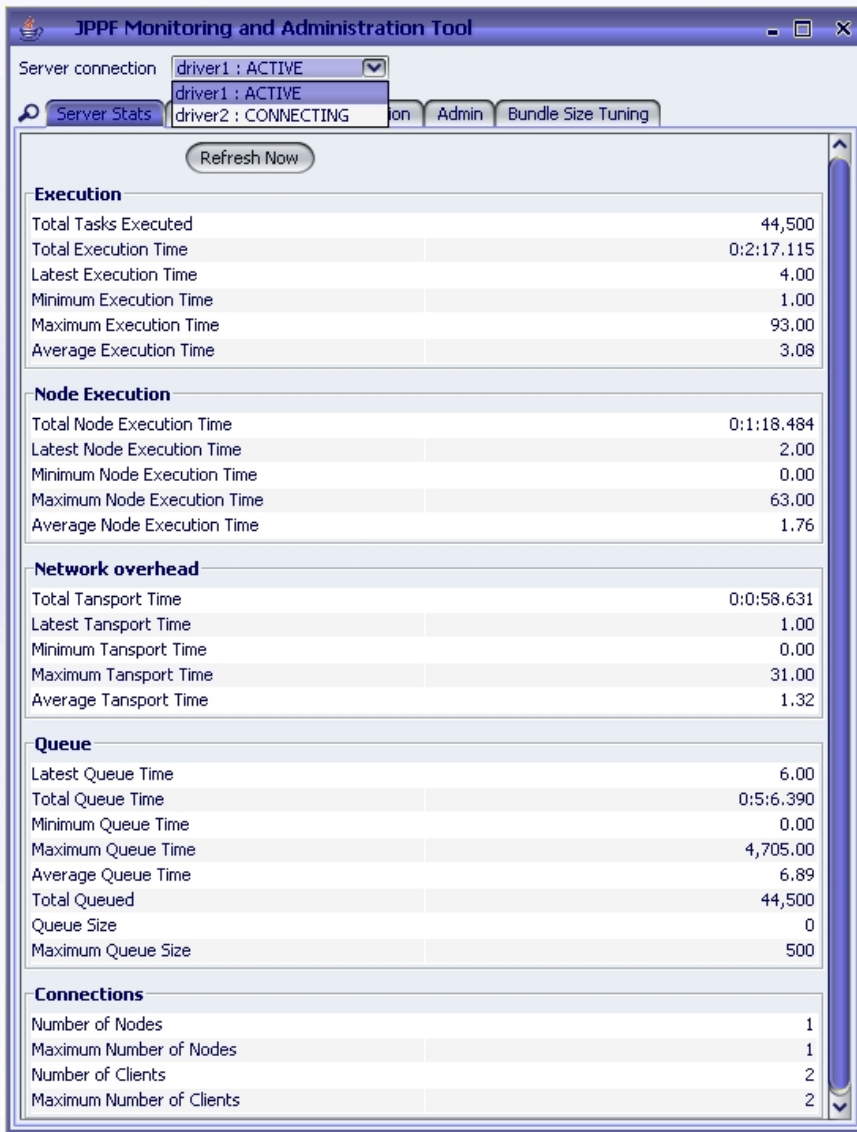 JPPF Monitoring and Administration Tool
Server connection driver1 : ACTIVE
driver1 : ACTIVE
driver2 : CONNECTING
Server Stats ion Admin Bundle Size Tuning
Refresh Now
Execution
Total Tasks Executed 44,500
Total Execution Time 0:2:17.115
Latest Execution Time 4.00
Minimum Execution Time 1.00
Maximum Execution Time 93.00
Average Execution Time 3.08
Node Execution
Total Node Execution Time 0:1:18.484
Latest Node Execution Time 2.00
Minimum Node Execution Time 0.00
Maximum Node Execution Time 63.00
Average Node Execution Time 1.76
Network overhead
Total Tansport Time 0:0:58.631
Latest Tansport Time 1.00
Minimum Tansport Time 0.00
Maximum Tansport Time 31.00
Average Tansport Time 1.32
Queue
Latest Queue Time 6.00
Total Queue Time 0:5:6.390
Minimum Queue Time 0.00
Maximum Queue Time 4,705.00
Average Queue Time 6.89
Total Queued 44,500
Queue Size 0
Maximum Queue Size 500
Connections
Number of Nodes 1
Maximum Number of Nodes 1
Number of Clients 2
Maximum Number of Clients 2